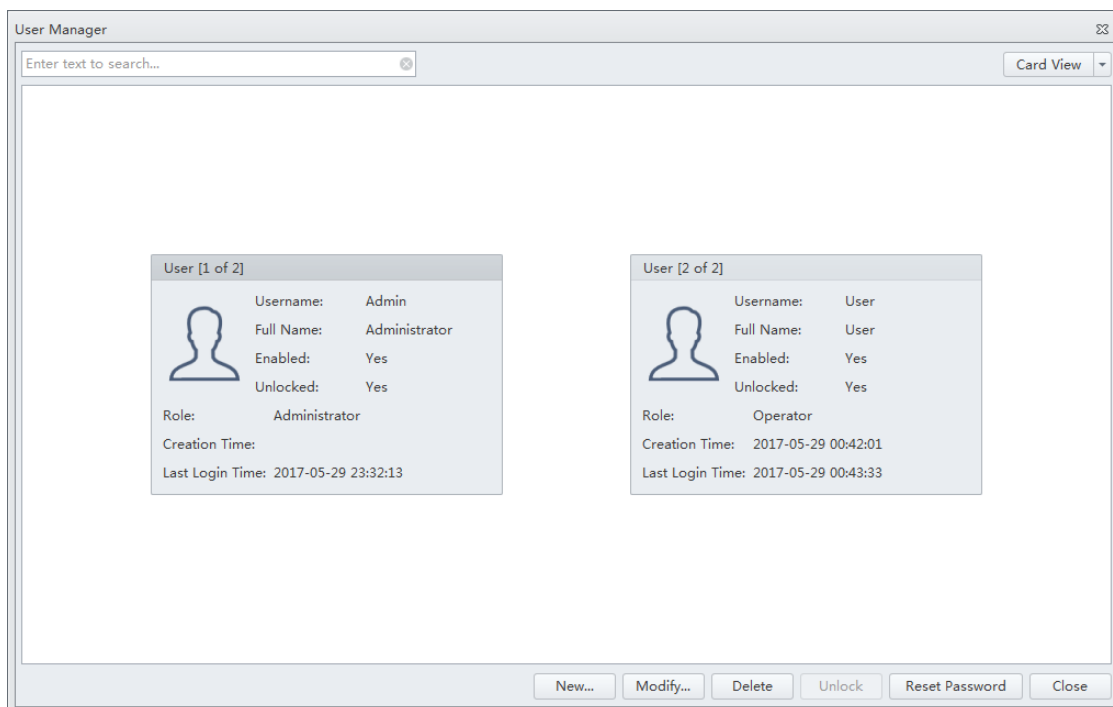 User Manager
Enter text to search...
Card View
User [1 of 2]
Username: Admin
Full Name: Administrator
Enabled: Yes
Unlocked: Yes
Role: Administrator
Creation Time:
Last Login Time: 2017-05-29 23:32:13
User [2 of 2]
Username: User
Full Name: User
Enabled: Yes
Unlocked: Yes
Role: Operator
Creation Time: 2017-05-29 00:42:01
Last Login Time: 2017-05-29 00:43:33
New... Modify... Delete Unlock Reset Password Close